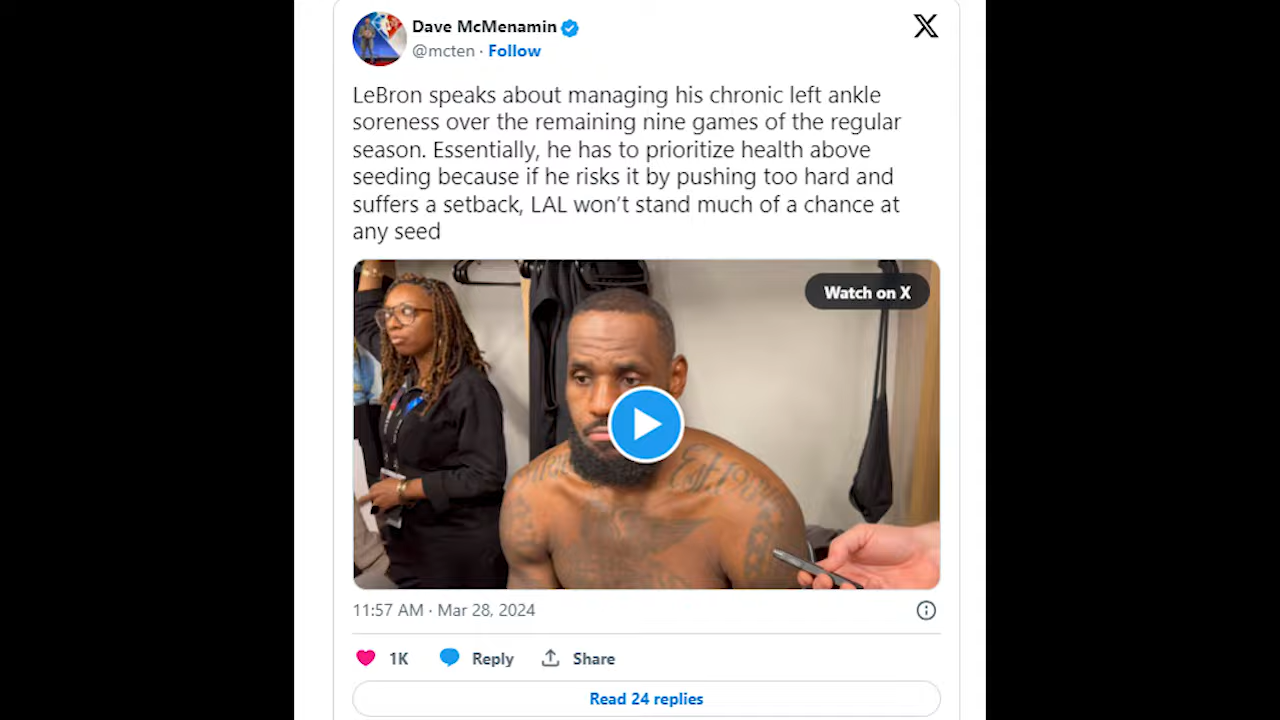 Dave McMenamin
@mcten · Follow
LeBron speaks about managing his chronic left ankle
soreness over the remaining nine games of the regular
season. Essentially, he has to prioritize health above
seeding because if he risks it by pushing too hard and
suffers a setback, LAL won't stand much of a chance at
any seed
Watch on X
11:57 AM · Mar 28, 2024
1K Reply Share
Read 24 replies